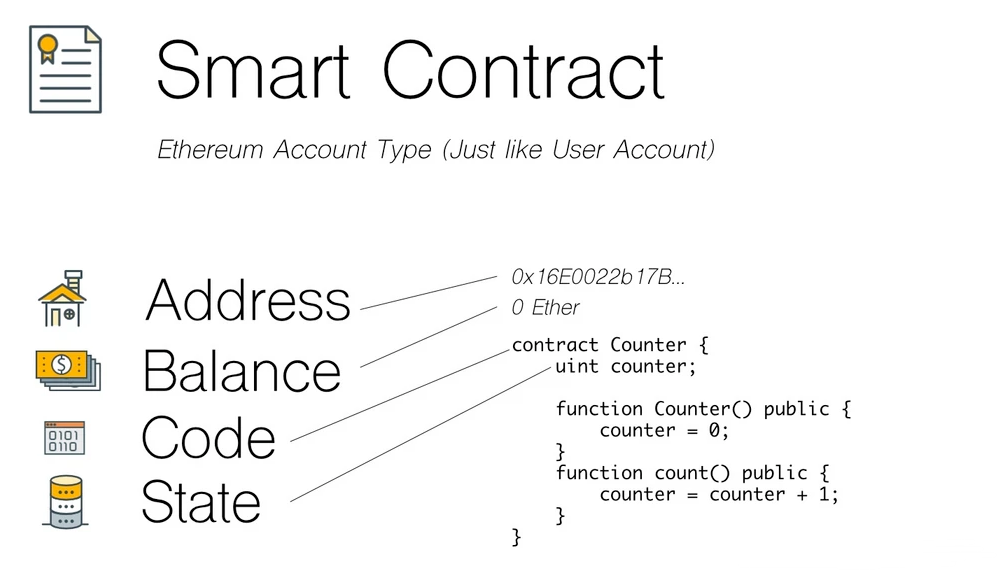 Smart Contract
Ethereum Account Type (Just like User Account)
Address
Balance
Code
State
0x16E0022b17B...
0 Ether
contract Counter {
    uint counter;

    function Counter() public {
        counter = 0;
    }
    function count() public {
        counter = counter + 1;
    }
}
$
0101
0110